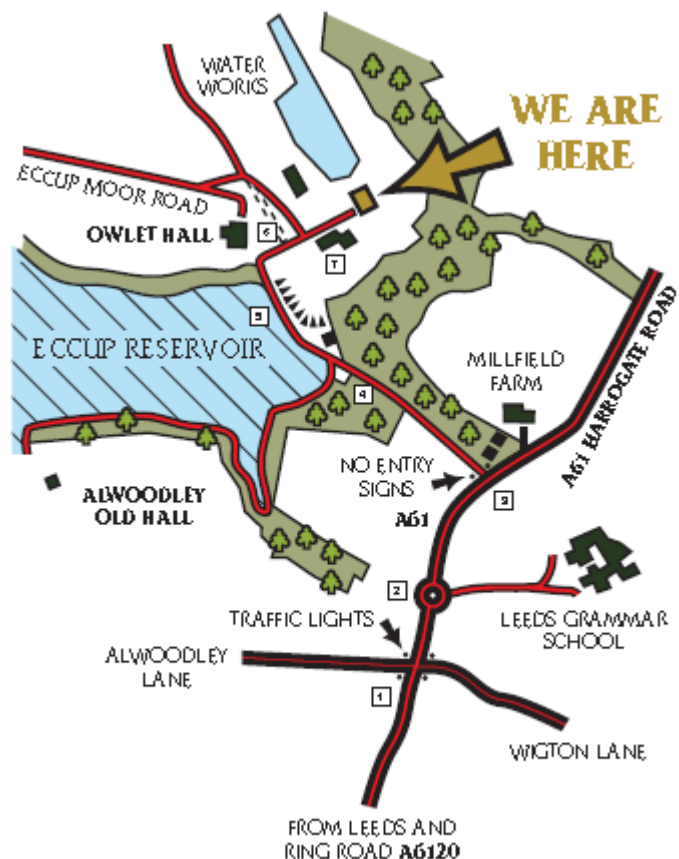 WATER
WORKS
WE ARE
HERE
ECCUP MOOR ROAD
OWLET HALL
6
7
5
ECCUP RESERVOIR
A61 HARROGATE ROAD
MILLFIELD
FARM
4
NO ENTRY
SIGNS
3
ALWOODLEY
OLD HALL
A61
2
TRAFFIC LIGHTS
LEEDS GRAMMAR
SCHOOL
ALWOODLEY
LANE
1
WIGTON LANE
FROM LEEDS AND
RING ROAD A6120